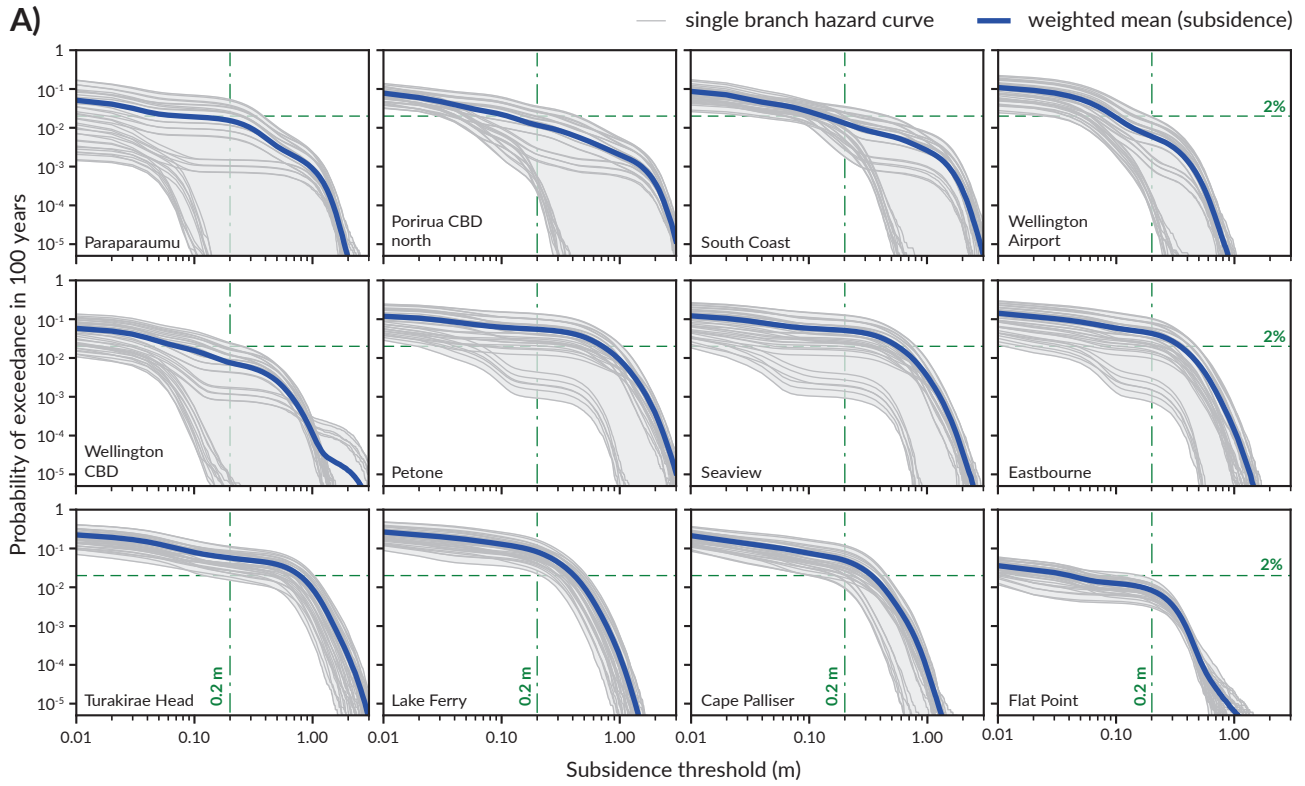 A)
single branch hazard curve
weighted mean (subsidence)
Probability of exceedance in 100 years
1
10⁻¹
10⁻²
10⁻³
10⁻⁴
10⁻⁵
Paraparaumu
Porirua CBD
north
South Coast
2%
Wellington
Airport
1
10⁻¹
10⁻²
10⁻³
10⁻⁴
10⁻⁵
Wellington
CBD
Petone
Seaview
2%
Eastbourne
1
10⁻¹
10⁻²
10⁻³
10⁻⁴
10⁻⁵
Turakirae Head
0.2 m
Lake Ferry
0.2 m
Cape Palliser
0.2 m
2%
Flat Point
0.2 m
0.01 0.10 1.00
0.01 0.10 1.00
0.01 0.10 1.00
0.01 0.10 1.00
Subsidence threshold (m)